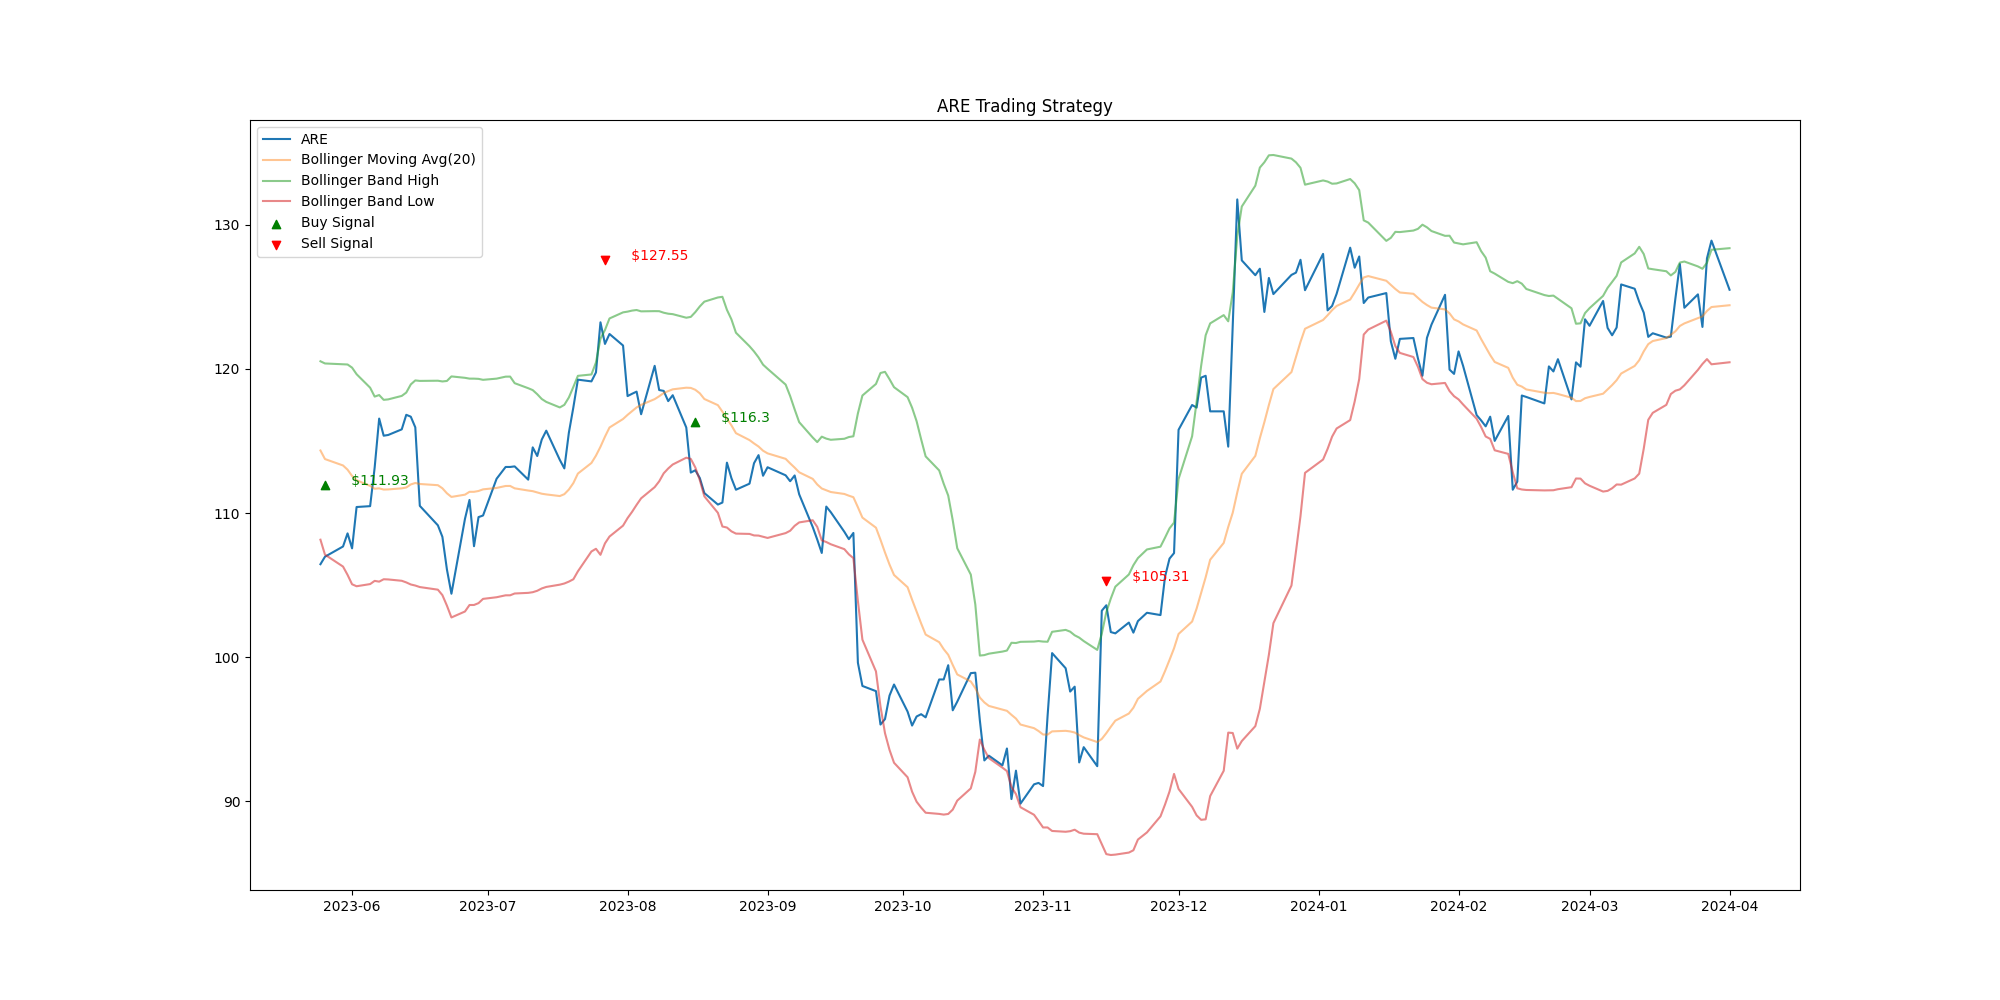 ARE Trading Strategy
ARE
Bollinger Moving Avg(20)
Bollinger Band High
Bollinger Band Low
Buy Signal
Sell Signal
130
120
110
100
90
$127.55
$116.3
$111.93
$105.31
2023-06 2023-07 2023-08 2023-09 2023-10 2023-11 2023-12 2024-01 2024-02 2024-03 2024-04